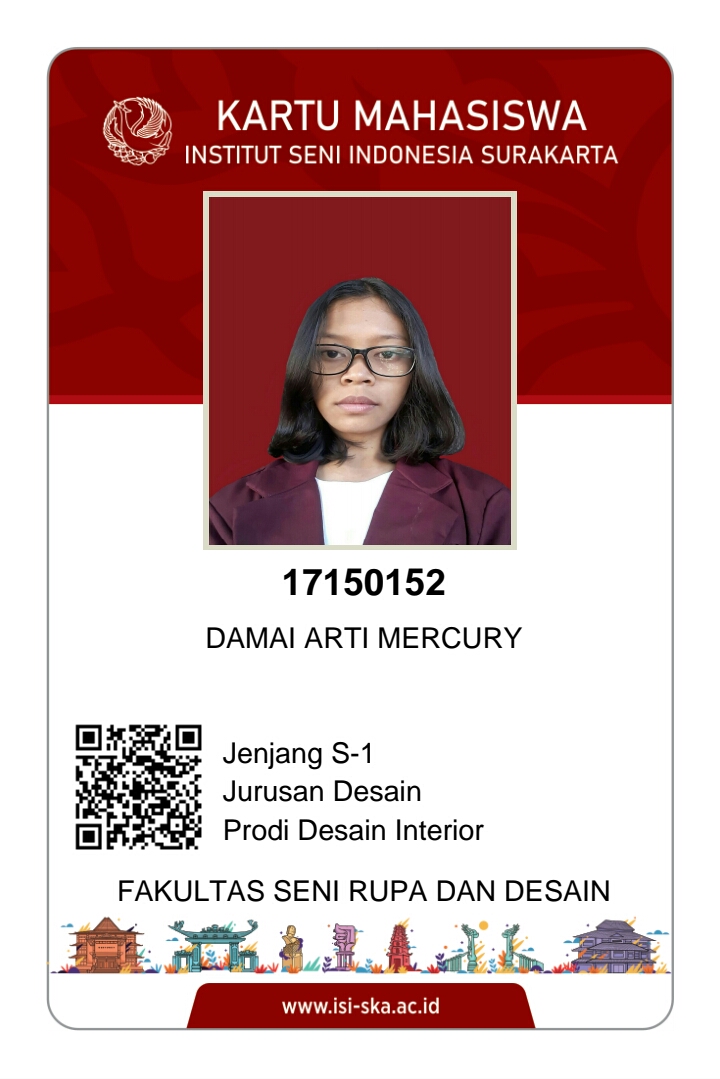 KARTU MAHASISWA
INSTITUT SENI INDONESIA SURAKARTA
17150152
DAMAI ARTI MERCURY
Jenjang S-1
Jurusan Desain
Prodi Desain Interior
FAKULTAS SENI RUPA DAN DESAIN
www.isi-ska.ac.id